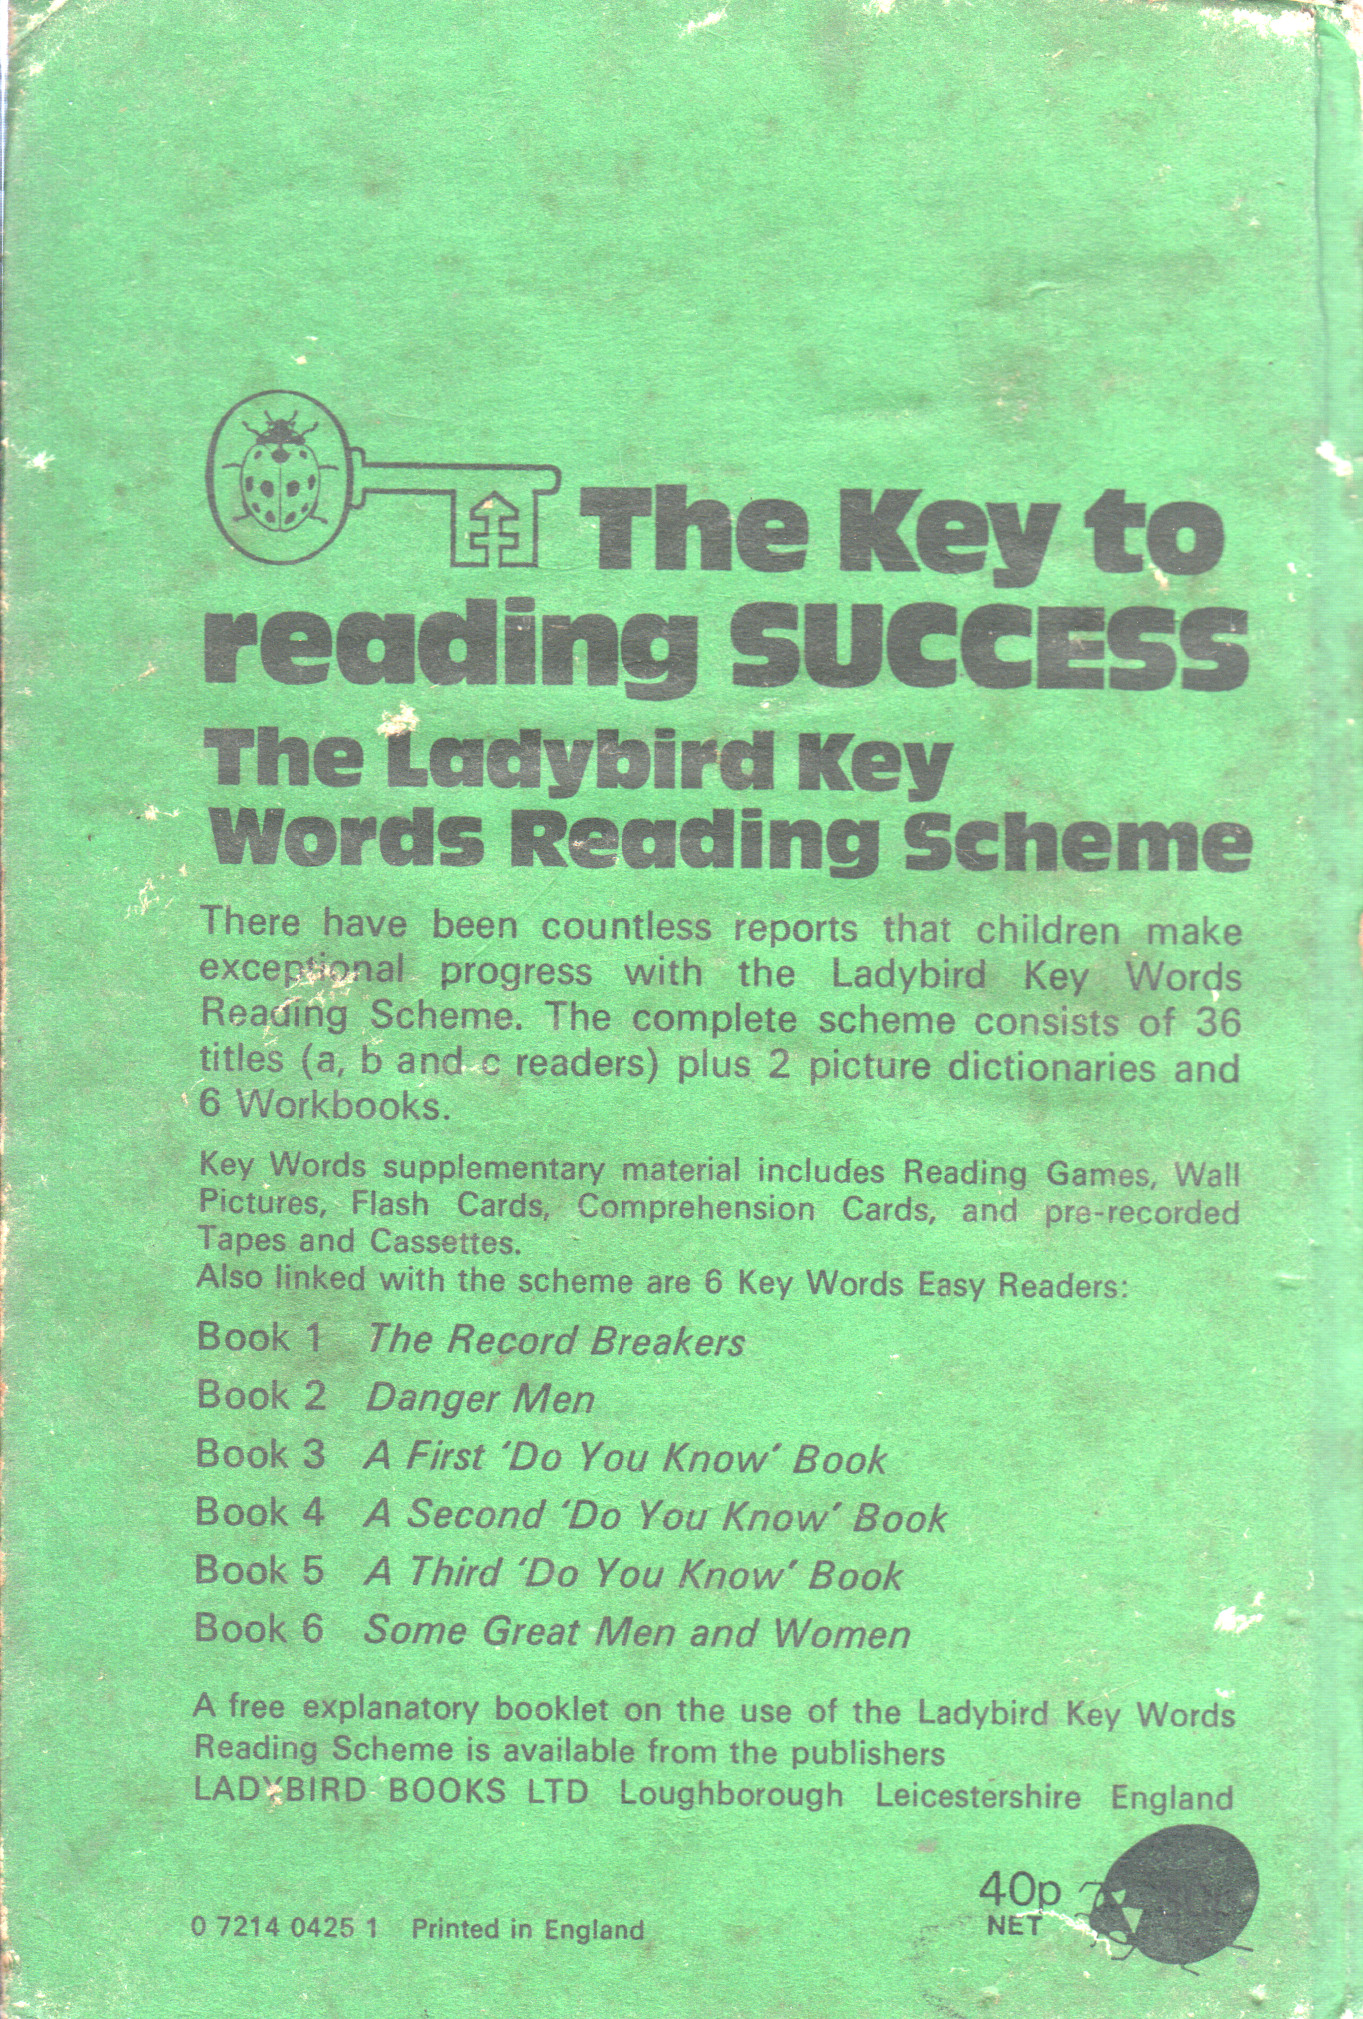 The Key to
reading SUCCESS
The Ladybird Key
Words Reading Scheme
There have been countless reports that children make
exceptional progress with the Ladybird Key Words
Reading Scheme. The complete scheme consists of 36
titles (a, b and c readers) plus 2 picture dictionaries and
6 Workbooks.
Key Words supplementary material includes Reading Games, Wall
Pictures, Flash Cards, Comprehension Cards, and pre-recorded
Tapes and Cassettes.
Also linked with the scheme are 6 Key Words Easy Readers:
Book 1 The Record Breakers
Book 2 Danger Men
Book 3 A First ‘Do You Know’ Book
Book 4 A Second ‘Do You Know’ Book
Book 5 A Third ‘Do You Know’ Book
Book 6 Some Great Men and Women
A free explanatory booklet on the use of the Ladybird Key Words
Reading Scheme is available from the publishers
LADYBIRD BOOKS LTD Loughborough Leicestershire England
40p
NET
0 7214 0425 1 Printed in England